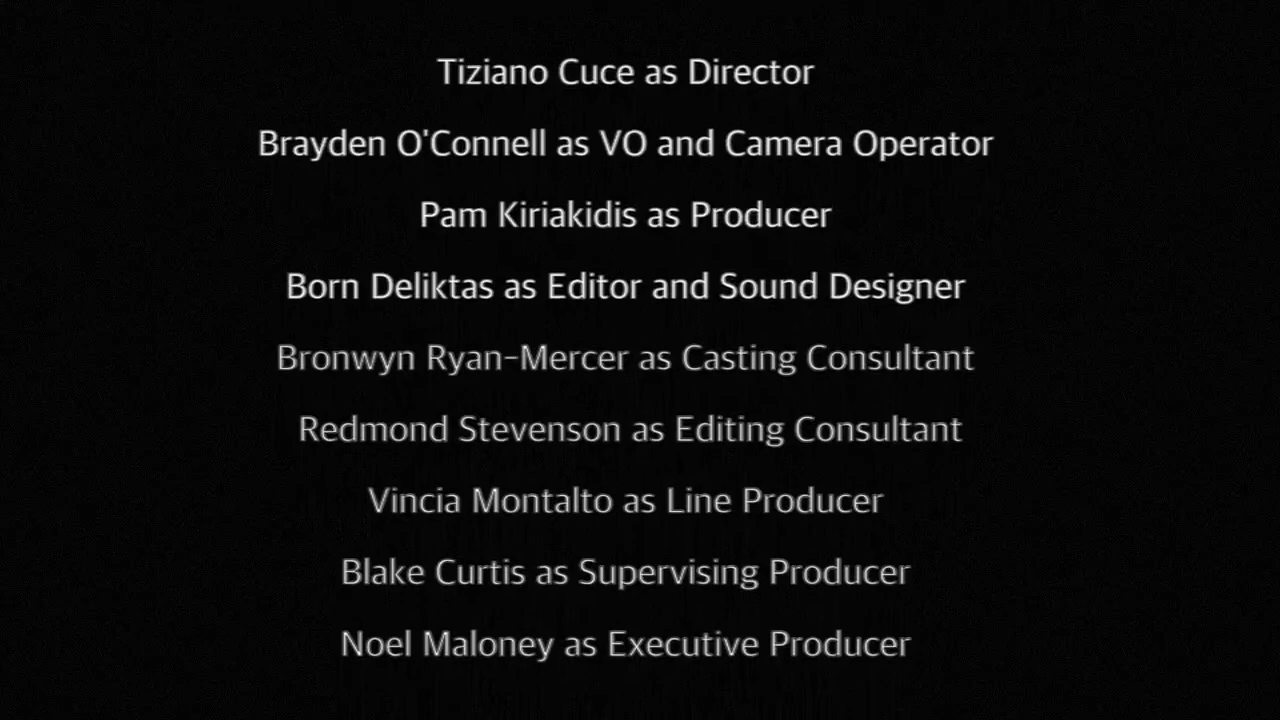 Tiziano Cuce as Director
Brayden O'Connell as VO and Camera Operator
Pam Kiriakidis as Producer
Born Deliktas as Editor and Sound Designer
Bronwyn Ryan-Mercer as Casting Consultant
Redmond Stevenson as Editing Consultant
Vincia Montalto as Line Producer
Blake Curtis as Supervising Producer
Noel Maloney as Executive Producer